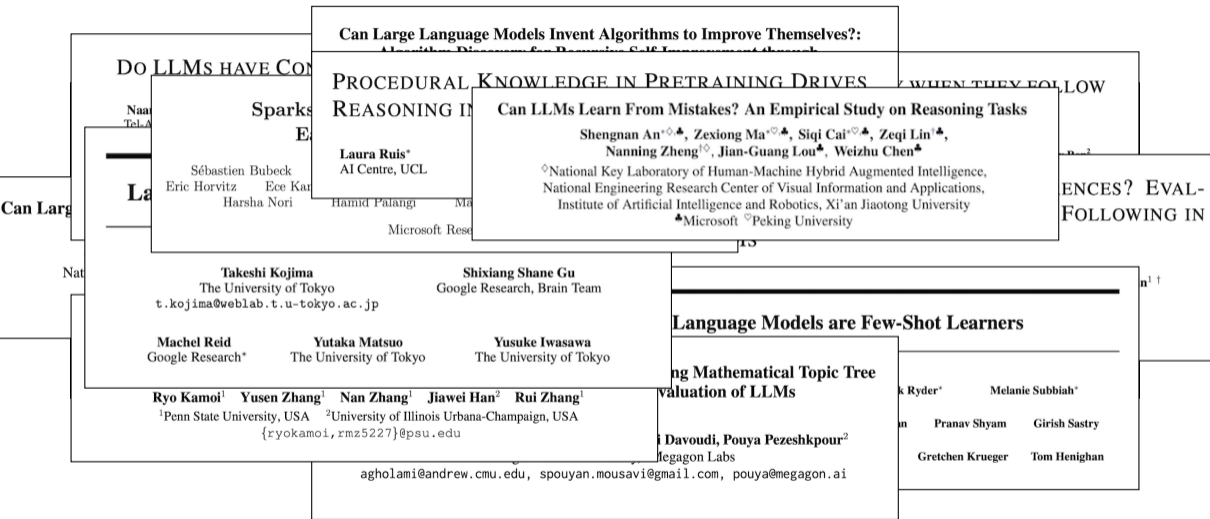 Can Large Language Models Invent Algorithms to Improve Themselves?:
DO LLMS HAVE CON
PROCEDURAL KNOWLEDGE IN PRETRAINING DRIVES
REASONING IN
Laura Ruis*
AI Centre, UCL
WHEN THEY FOLLOW
Can LLMs Learn From Mistakes? An Empirical Study on Reasoning Tasks
Shengnan An*◇,♣, Zexiong Ma*♡,♣, Siqi Cai*♡,♣, Zeqi Lin†♣,
Nanning Zheng†◇, Jian-Guang Lou♣, Weizhu Chen♣
◇National Key Laboratory of Human-Machine Hybrid Augmented Intelligence,
National Engineering Research Center of Visual Information and Applications,
Institute of Artificial Intelligence and Robotics, Xi'an Jiaotong University
♣Microsoft ♡Peking University
Naa
Tel-A
Sparks
E
Sébastien Bubeck
Eric Horvitz Ece Kar
Harsha Nori Hamid Palangi Ma
Microsoft Rese
La
Can Larg
Nat
ENCES? EVAL-
FOLLOWING IN
n1 †
Takeshi Kojima Shixiang Shane Gu
The University of Tokyo Google Research, Brain Team
t.kojima@weblab.t.u-tokyo.ac.jp
Machel Reid Yutaka Matsuo Yusuke Iwasawa
Google Research* The University of Tokyo The University of Tokyo
Language Models are Few-Shot Learners
k Ryder* Melanie Subbiah*
an Pranav Shyam Girish Sastry
Gretchen Krueger Tom Henighan
ng Mathematical Topic Tree
valuation of LLMs
i Davoudi, Pouya Pezeshkpour2
Megagon Labs
agholami@andrew.cmu.edu, spouyan.mousavi@gmail.com, pouya@megagon.ai
Ryo Kamoi1 Yusen Zhang1 Nan Zhang1 Jiawei Han2 Rui Zhang1
1Penn State University, USA 2University of Illinois Urbana-Champaign, USA
{ryokamoi,rmz5227}@psu.edu